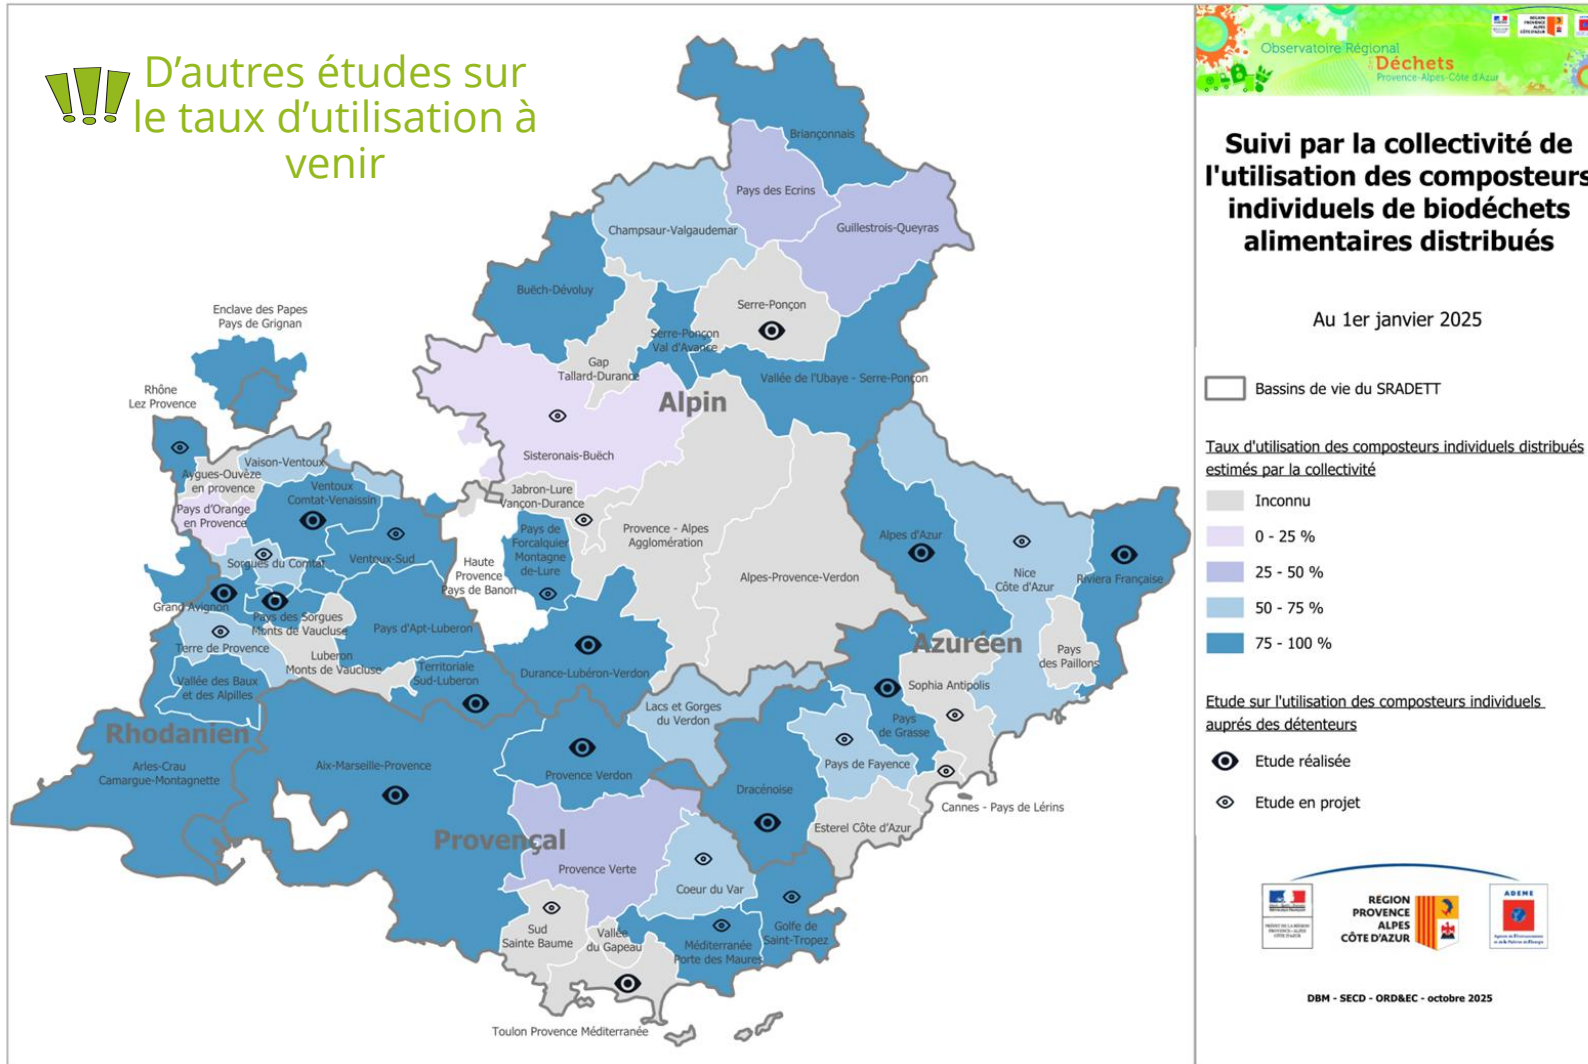 D’autres études sur
le taux d’utilisation à
venir
Briançonnais
Pays des Ecrins
Guillestrois-Queyras
Champsaur-Valgaudemar
Buëch-Dévoluy
Serre-Ponçon
Serre-Ponçon
Val d'Avance
Gap
Tallard-Durance
Vallée de l'Ubaye - Serre-Ponçon
Enclave des Papes
Pays de Grignan
Rhône
Lez Provence
Alpin
Sisteronais-Buëch
Vaison-Ventoux
Aygues-Ouvèze
en provence
Ventoux
Comtat-Venaissin
Pays d'Orange
en Provence
Jabron-Lure
Vançon-Durance
Provence - Alpes
Agglomération
Pays de
Forcalquier
Montagne
de-Lure
Haute
Provence
Pays de Banon
Alpes-Provence-Verdon
Alpes d'Azur
Nice
Côte d'Azur
Riviera Française
Sorgues du Comtat
Ventoux-Sud
Grand Avignon
Pays des Sorgues
Monts de Vaucluse
Pays d'Apt-Luberon
Terre de Provence
Luberon
Monts de Vaucluse
Territoriale
Sud-Luberon
Durance-Lubéron-Verdon
Azuréen
Pays
des Paillons
Sophia Antipolis
Vallée des Baux
et des Alpilles
Lacs et Gorges
du Verdon
Pays
de Grasse
Rhodanien
Arles-Crau
Camargue-Montagnette
Aix-Marseille-Provence
Provence Verdon
Pays de Fayence
Dracénoise
Cannes - Pays de Lérins
Esterel Côte d'Azur
Provençal
Provence Verte
Coeur du Var
Sud
Sainte Baume
Vallée
du Gapeau
Méditerranée
Porte des Maures
Golfe de
Saint-Tropez
Toulon Provence Méditerranée
Observatoire Régional
des Déchets
Provence-Alpes-Côte d'Azur
Suivi par la collectivité de
l'utilisation des composteurs
individuels de biodéchets
alimentaires distribués
Au 1er janvier 2025
Bassins de vie du SRADETT
Taux d'utilisation des composteurs individuels distribués
estimés par la collectivité
Inconnu
0 - 25 %
25 - 50 %
50 - 75 %
75 - 100 %
Etude sur l'utilisation des composteurs individuels
auprés des détenteurs
Etude réalisée
Etude en projet
RÉGION
PROVENCE
ALPES
CÔTE D'AZUR
ADEME
DBM - SECD - ORD&EC - octobre 2025